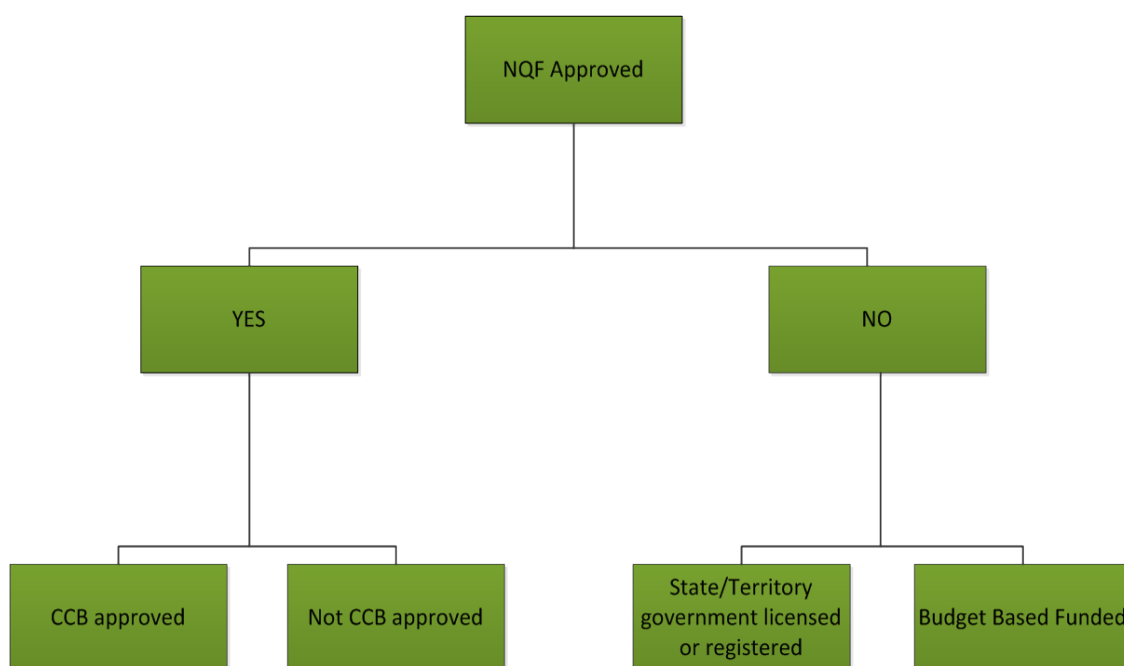 NQF Approved
YES
NO
CCB approved
Not CCB approved
State/Territory
government licensed
or registered
Budget Based Funded